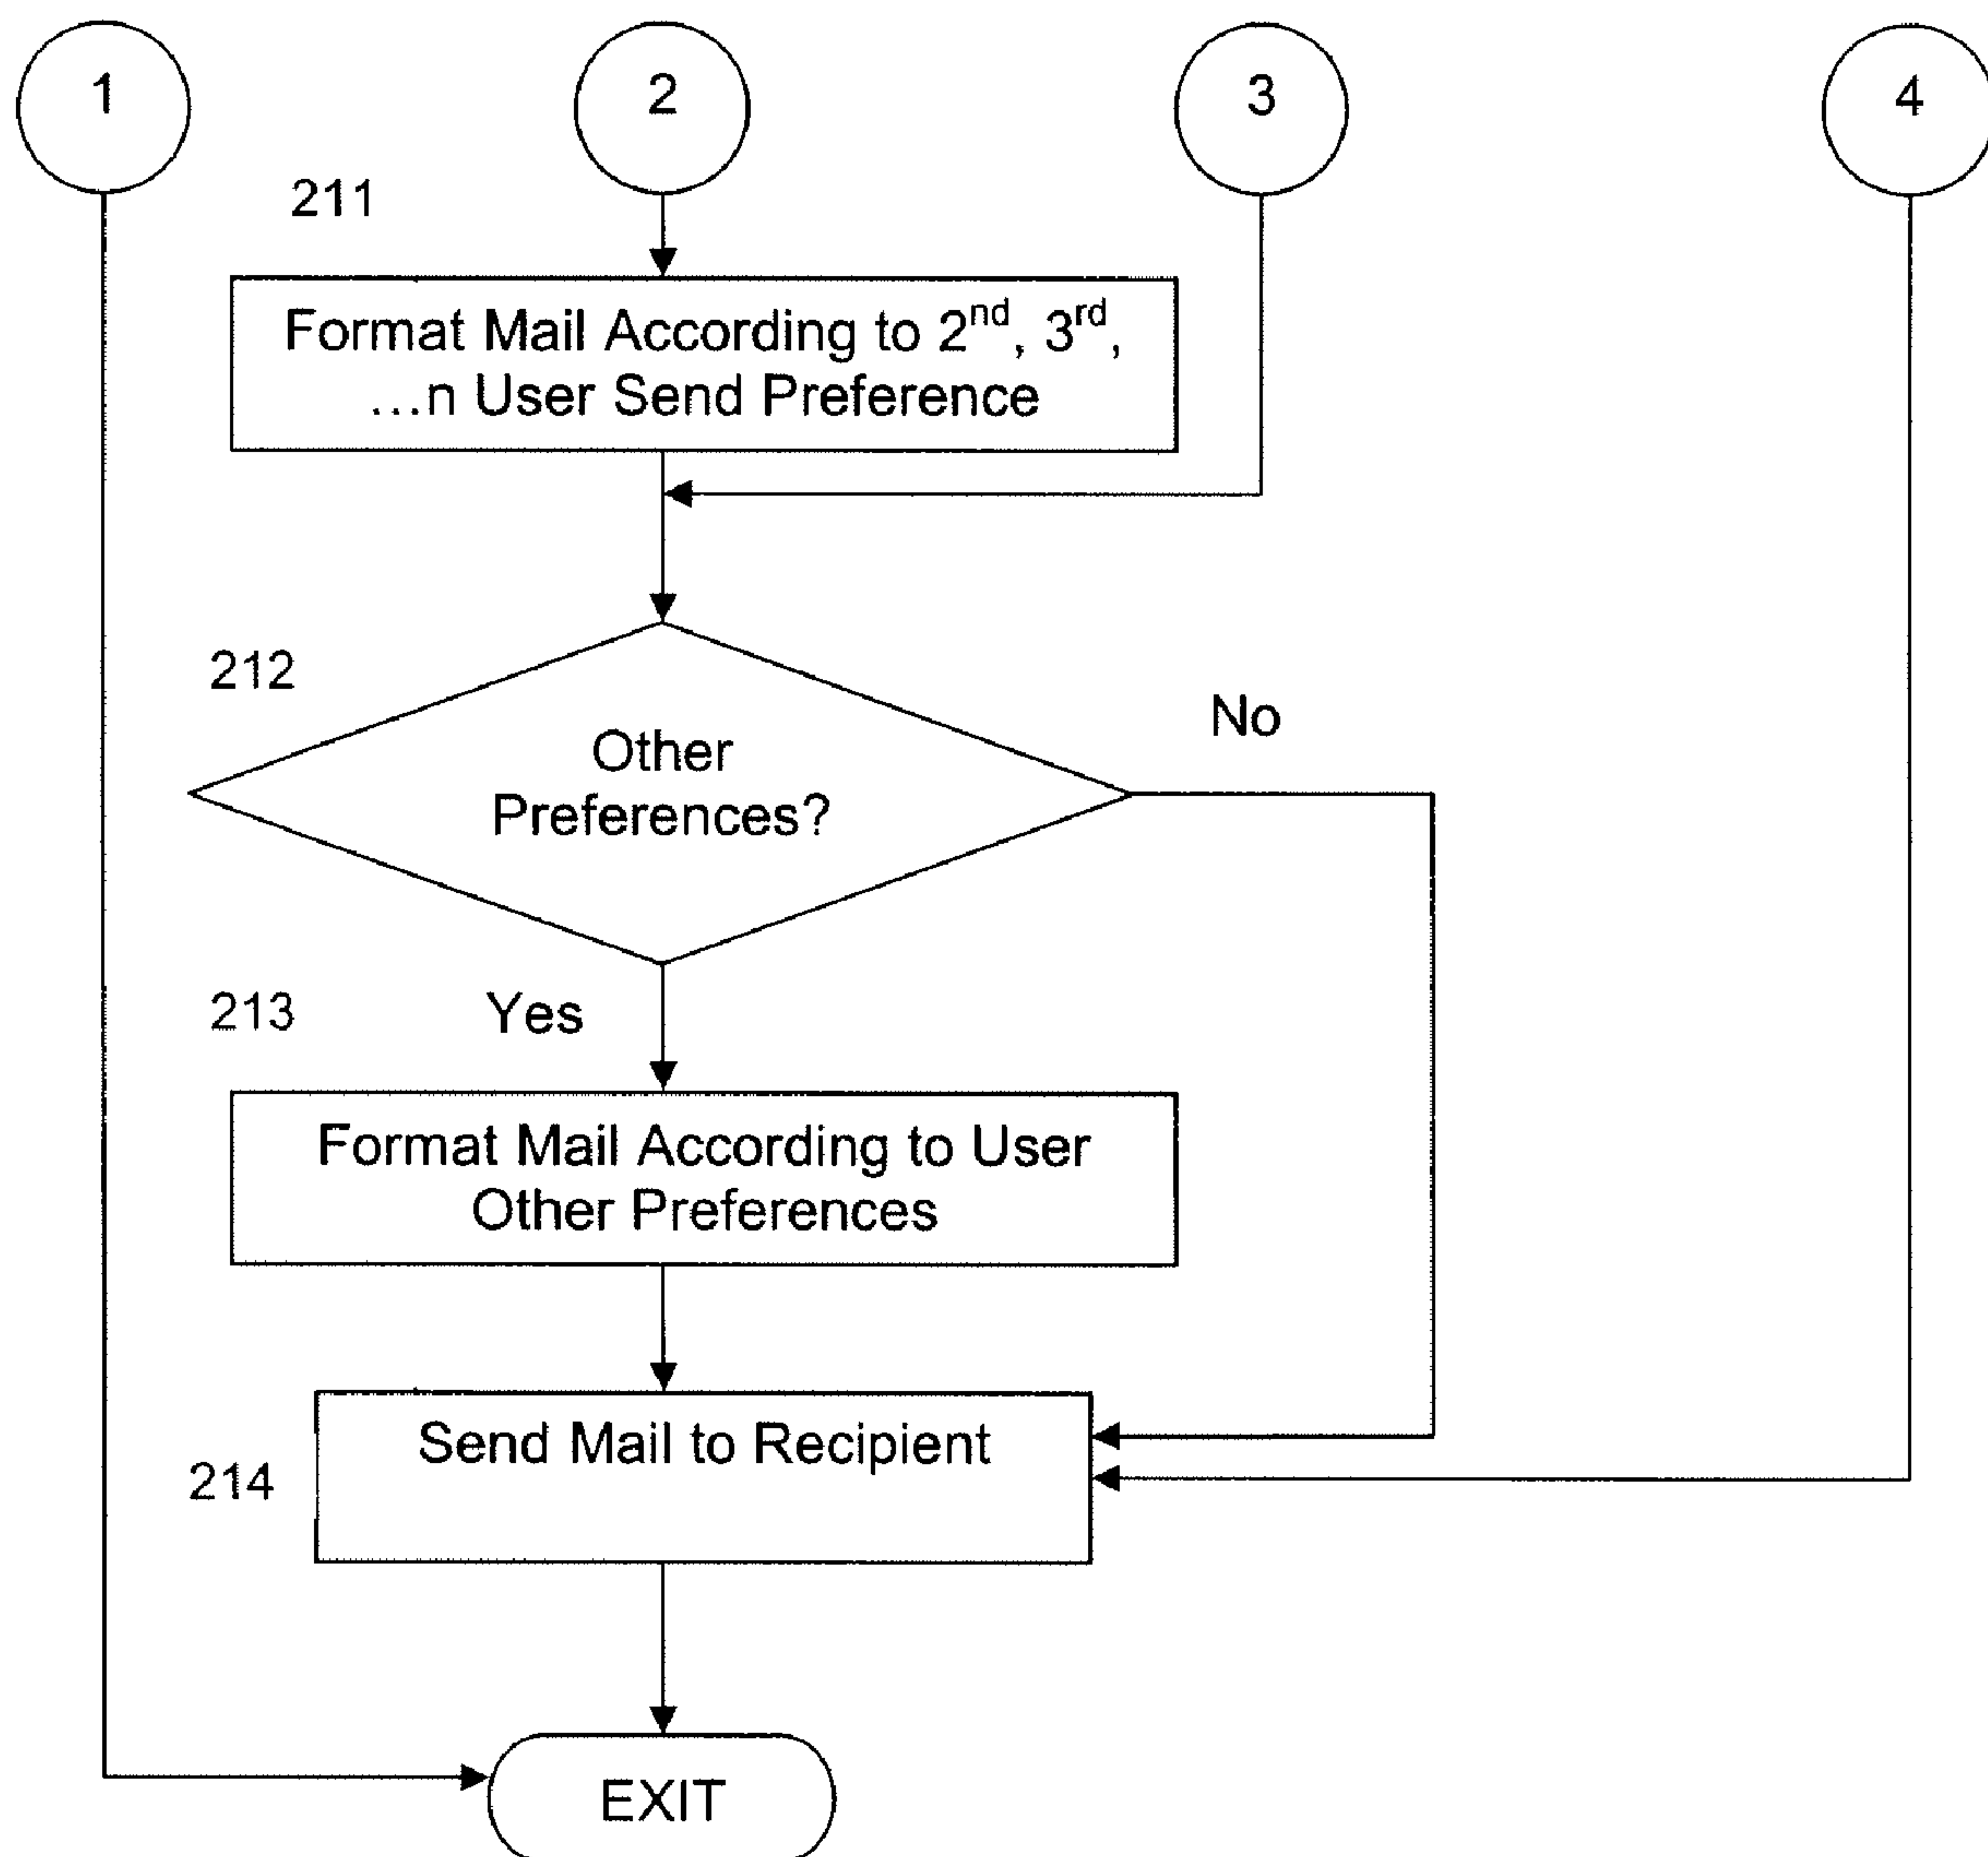 1
2
3
4
211
Format Mail According to 2nd, 3rd,
...n User Send Preference
212
Other
Preferences?
No
213
Yes
Format Mail According to User
Other Preferences
Send Mail to Recipient
214
EXIT